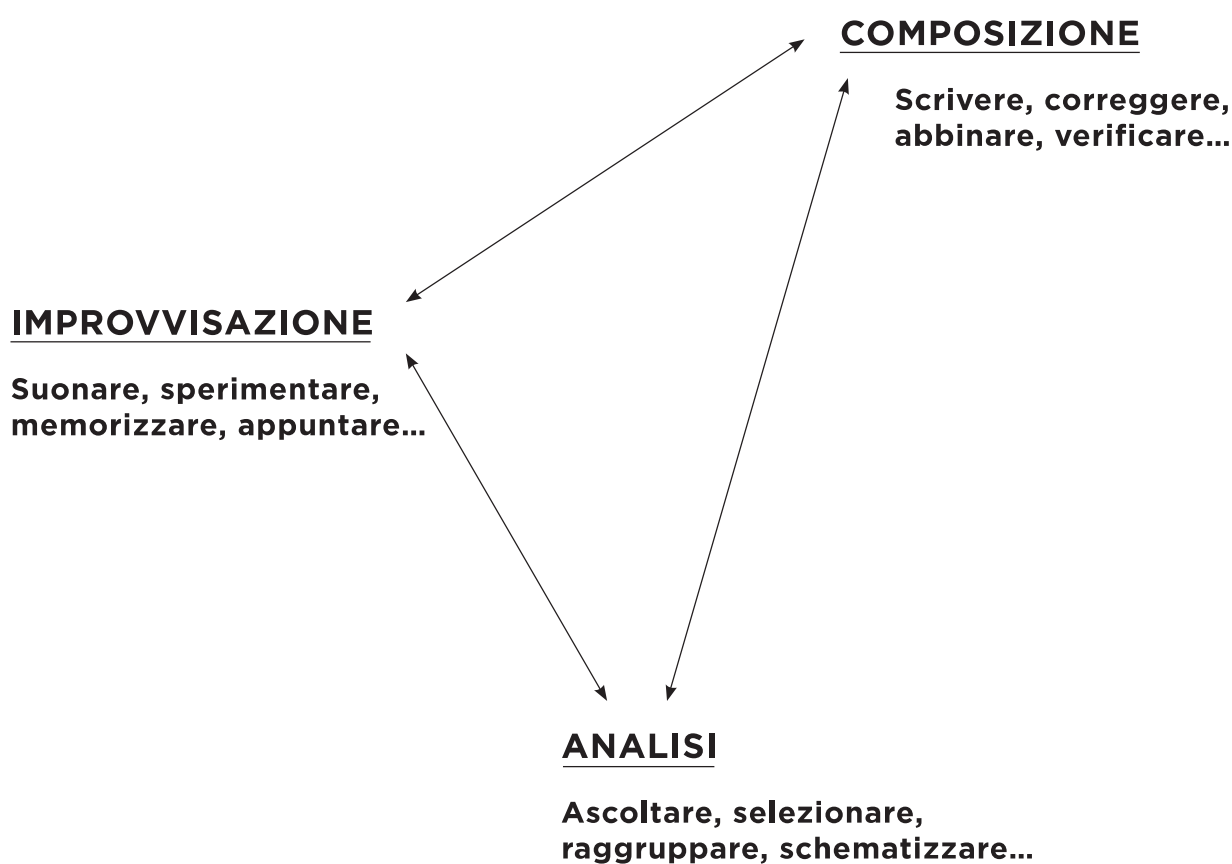 COMPOSIZIONE
Scrivere, correggere,
abbinare, verificare...
IMPROVVISAZIONE
Suonare, sperimentare,
memorizzare, appuntare...
ANALISI
Ascoltare, selezionare,
raggruppare, schematizzare...